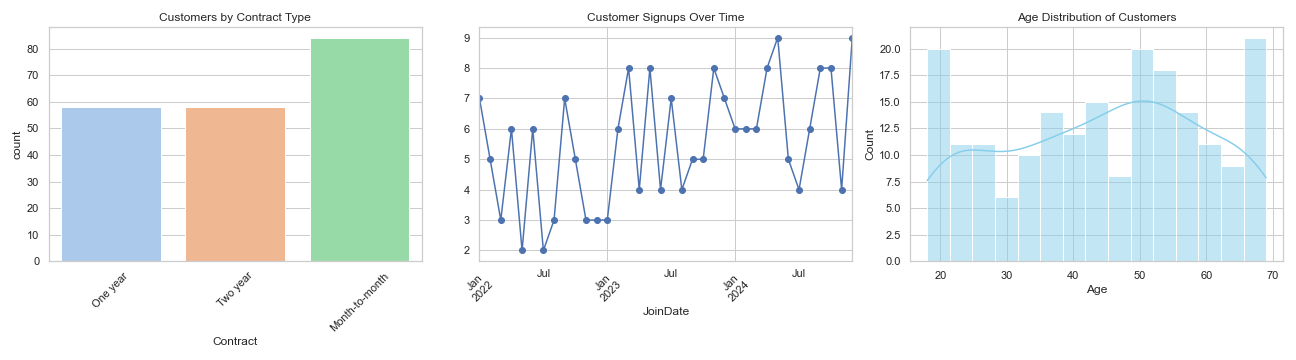 Customers by Contract Type
count
80
70
60
50
40
30
20
10
0
One year
Two year
Month-to-month
Contract
Customer Signups Over Time
9
8
7
6
5
4
3
2
Jan
2022
Jul
Jan
2023
Jul
Jan
2024
Jul
JoinDate
Age Distribution of Customers
Count
20.0
17.5
15.0
12.5
10.0
7.5
5.0
2.5
0.0
20
30
40
50
60
70
Age